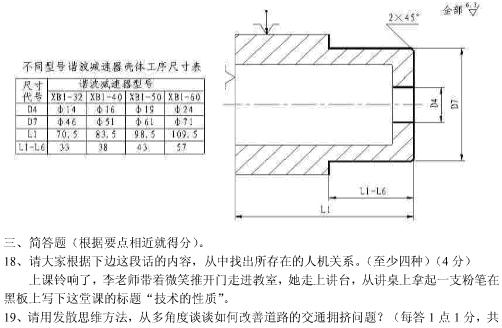 2×45°
全部 6.3
不同型号谐波减速器壳体工序尺寸表
尺寸代号 谐波减速器型号
XB1-32 XB1-40 XB1-50 XB1-60
D4 Φ14 Φ16 Φ19 Φ24
D7 Φ46 Φ51 Φ61 Φ71
L1 70.5 83.5 98.5 109.5
L1-L6 33 38 43 57
D4
D7
L1-L6
L1
三、简答题（根据要点相近就得分）。
18、请大家根据下边这段话的内容，从中找出所存在的人机关系。（至少四种）（4 分）
上课铃响了，李老师带着微笑推开门走进教室，她走上讲台，从讲桌上拿起一支粉笔在
黑板上写下这堂课的标题“技术的性质”。
19、请用发散思维方法，从多角度谈谈如何改善道路的交通拥挤问题？（每答 1 点 1 分，共